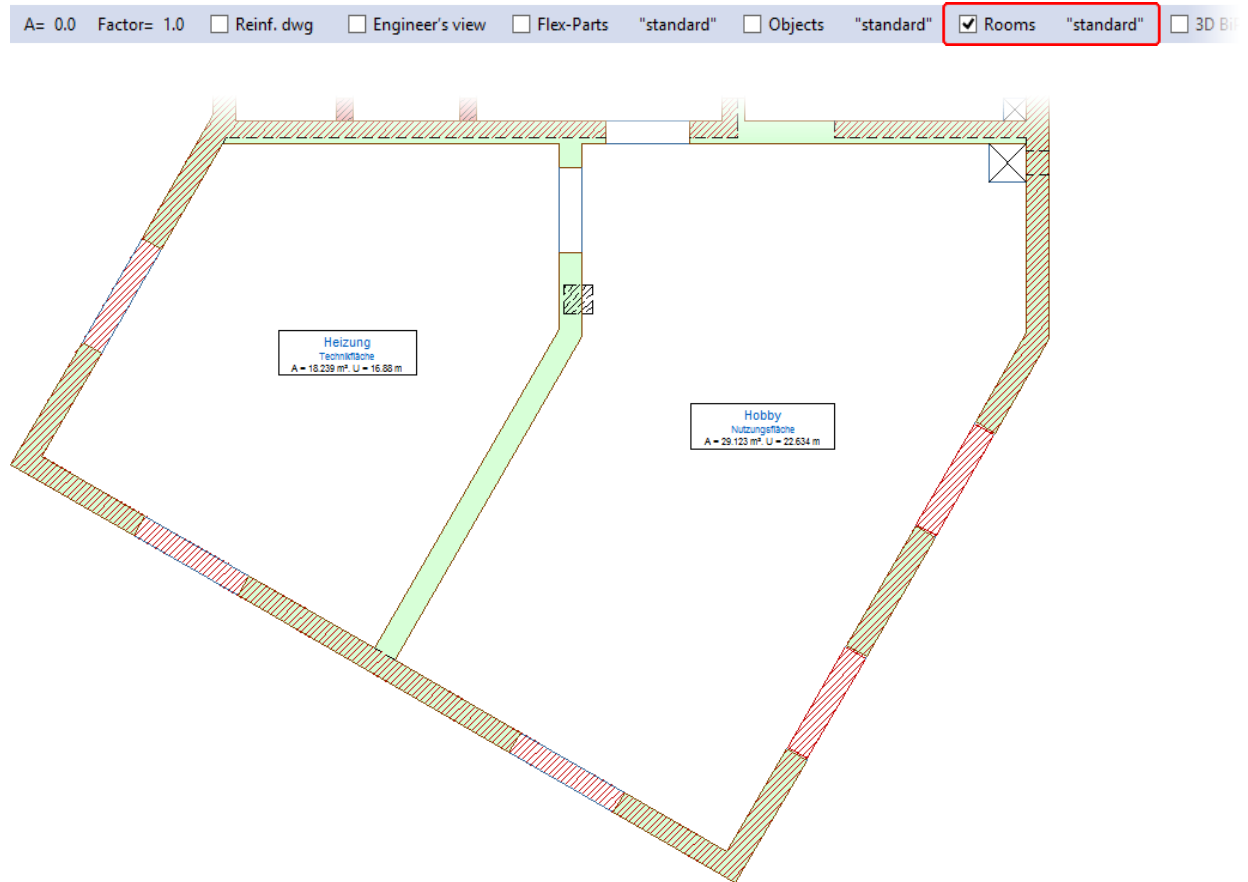 A= 0.0 Factor= 1.0 Reinf. dwg Engineer's view Flex-Parts "standard" Objects "standard" Rooms "standard" 3D
Heizung
Technikfläche
A = 18.239 m². U = 16.88 m
Hobby
Nutzungsfläche
A = 29.123 m². U = 22.634 m